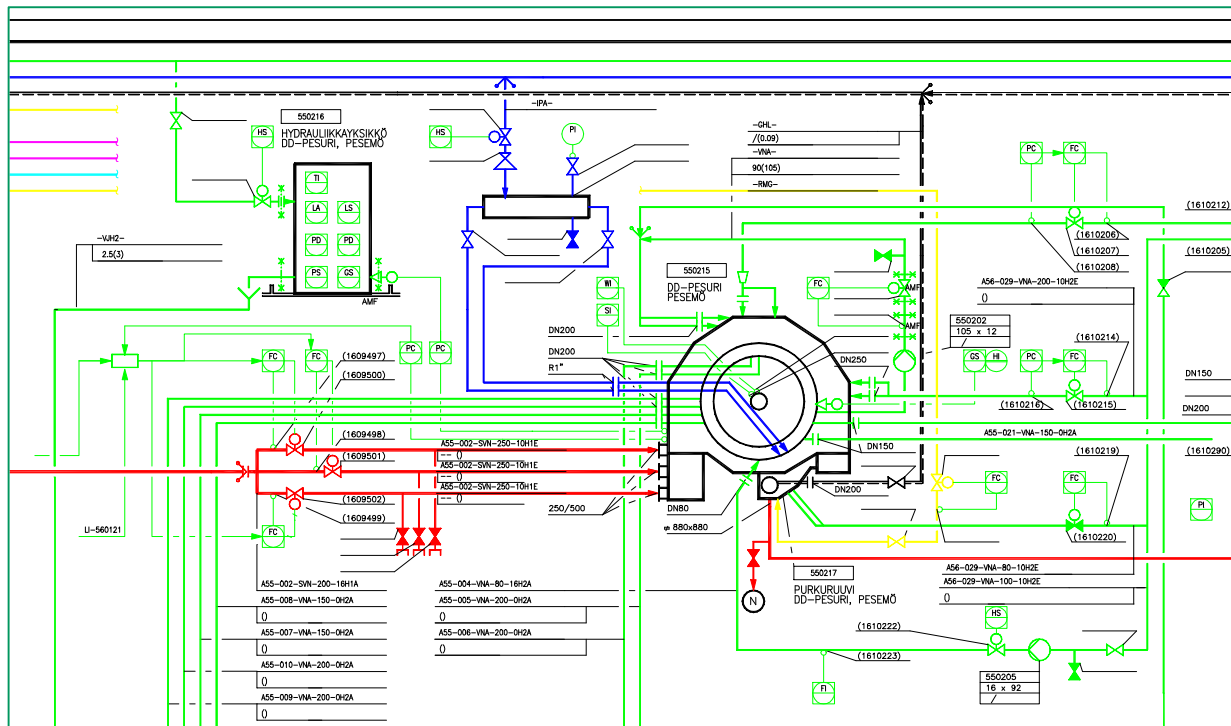 550216
HYDRAULIIKKAYKSIKKÖ
DD-PESURI, PESEMÖ
HS
TI
LA
LS
PD
PD
PS
GS
AMF
-VJH2-
2.5(3)
HS
-IPA-
PI
-GHL-
/(0.09)
-VNA-
90(105)
-RMG-
PC
FC
(1610212)
(1610206)
(1610207)
(1610205)
(1610208)
A56-029-VNA-200-10H2E
()
550215
DD-PESURI
PESEMÖ
WI
SI
FC
AMF
AMF
550202
105 x 12
DN200
DN200
R1"
DN250
GS
HI
PC
FC
(1610214)
(1610216)
(1610215)
DN150
DN200
FC
FC
PC
PC
(1609497)
(1609500)
(1609498)
(1609501)
(1609502)
(1609499)
A55-002-SVN-250-10H1E
-- ()
A55-002-SVN-250-10H1E
-- ()
A55-002-SVN-250-10H1E
-- ()
A55-021-VNA-150-0H2A
DN150
(1610219)
(1610290)
FC
FC
PI
DN200
DN80
250/500
880x880
(1610220)
LI-560121
FC
550217
PURKURUUVI
DD-PESURI, PESEMÖ
N
A56-029-VNA-80-10H2E
A56-029-VNA-100-10H2E
()
A55-002-SVN-200-16H1A
A55-008-VNA-150-0H2A
()
A55-007-VNA-150-0H2A
()
A55-010-VNA-200-0H2A
()
A55-009-VNA-200-0H2A
()
A55-004-VNA-80-16H2A
A55-005-VNA-200-0H2A
()
A55-006-VNA-200-0H2A
()
HS
(1610222)
(1610223)
FI
550205
16 x 92
/